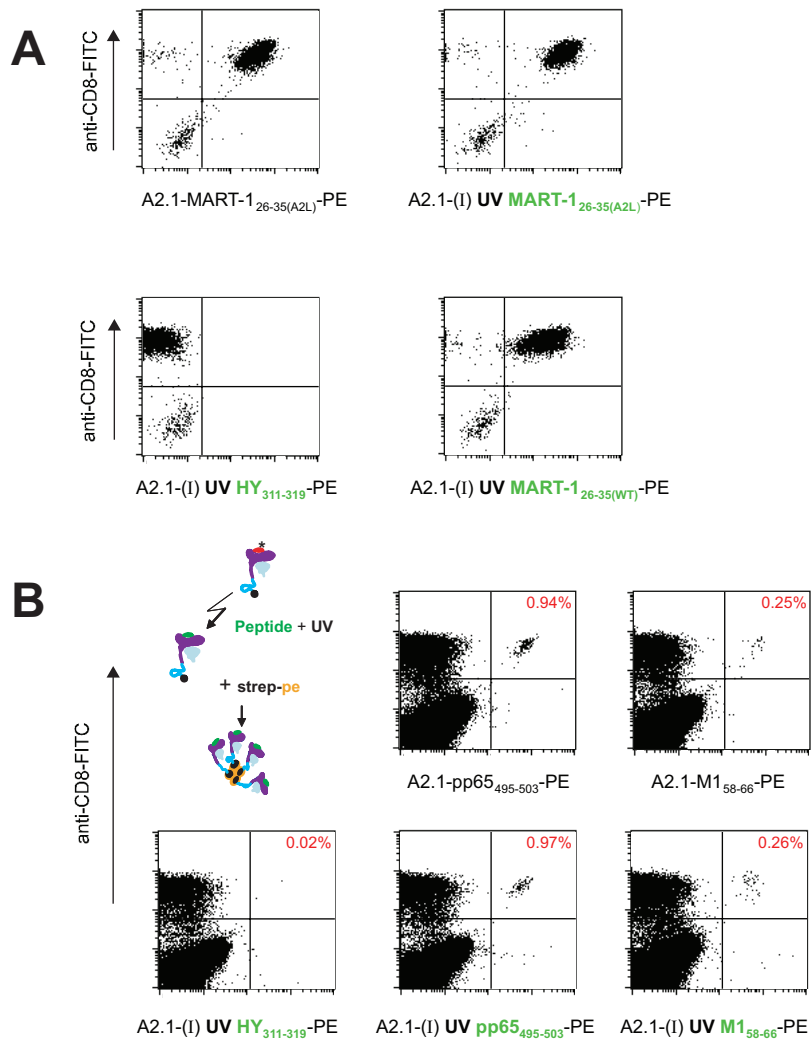 A
anti-CD8-FITC
A2.1-MART-1₂₆₋₃₅₍A2L₎-PE
A2.1-(I) UV MART-1₂₆₋₃₅₍A2L₎-PE
anti-CD8-FITC
A2.1-(I) UV HY₃₁₁₋₃₁₉-PE
A2.1-(I) UV MART-1₂₆₋₃₅₍WT₎-PE
B
*
Peptide + UV
+ strep-pe
anti-CD8-FITC
0.94%
0.25%
A2.1-pp65₄₉₅₋₅₀₃-PE
A2.1-M1₅₈₋₆₆-PE
0.02%
0.97%
0.26%
A2.1-(I) UV HY₃₁₁₋₃₁₉-PE
A2.1-(I) UV pp65₄₉₅₋₅₀₃-PE
A2.1-(I) UV M1₅₈₋₆₆-PE